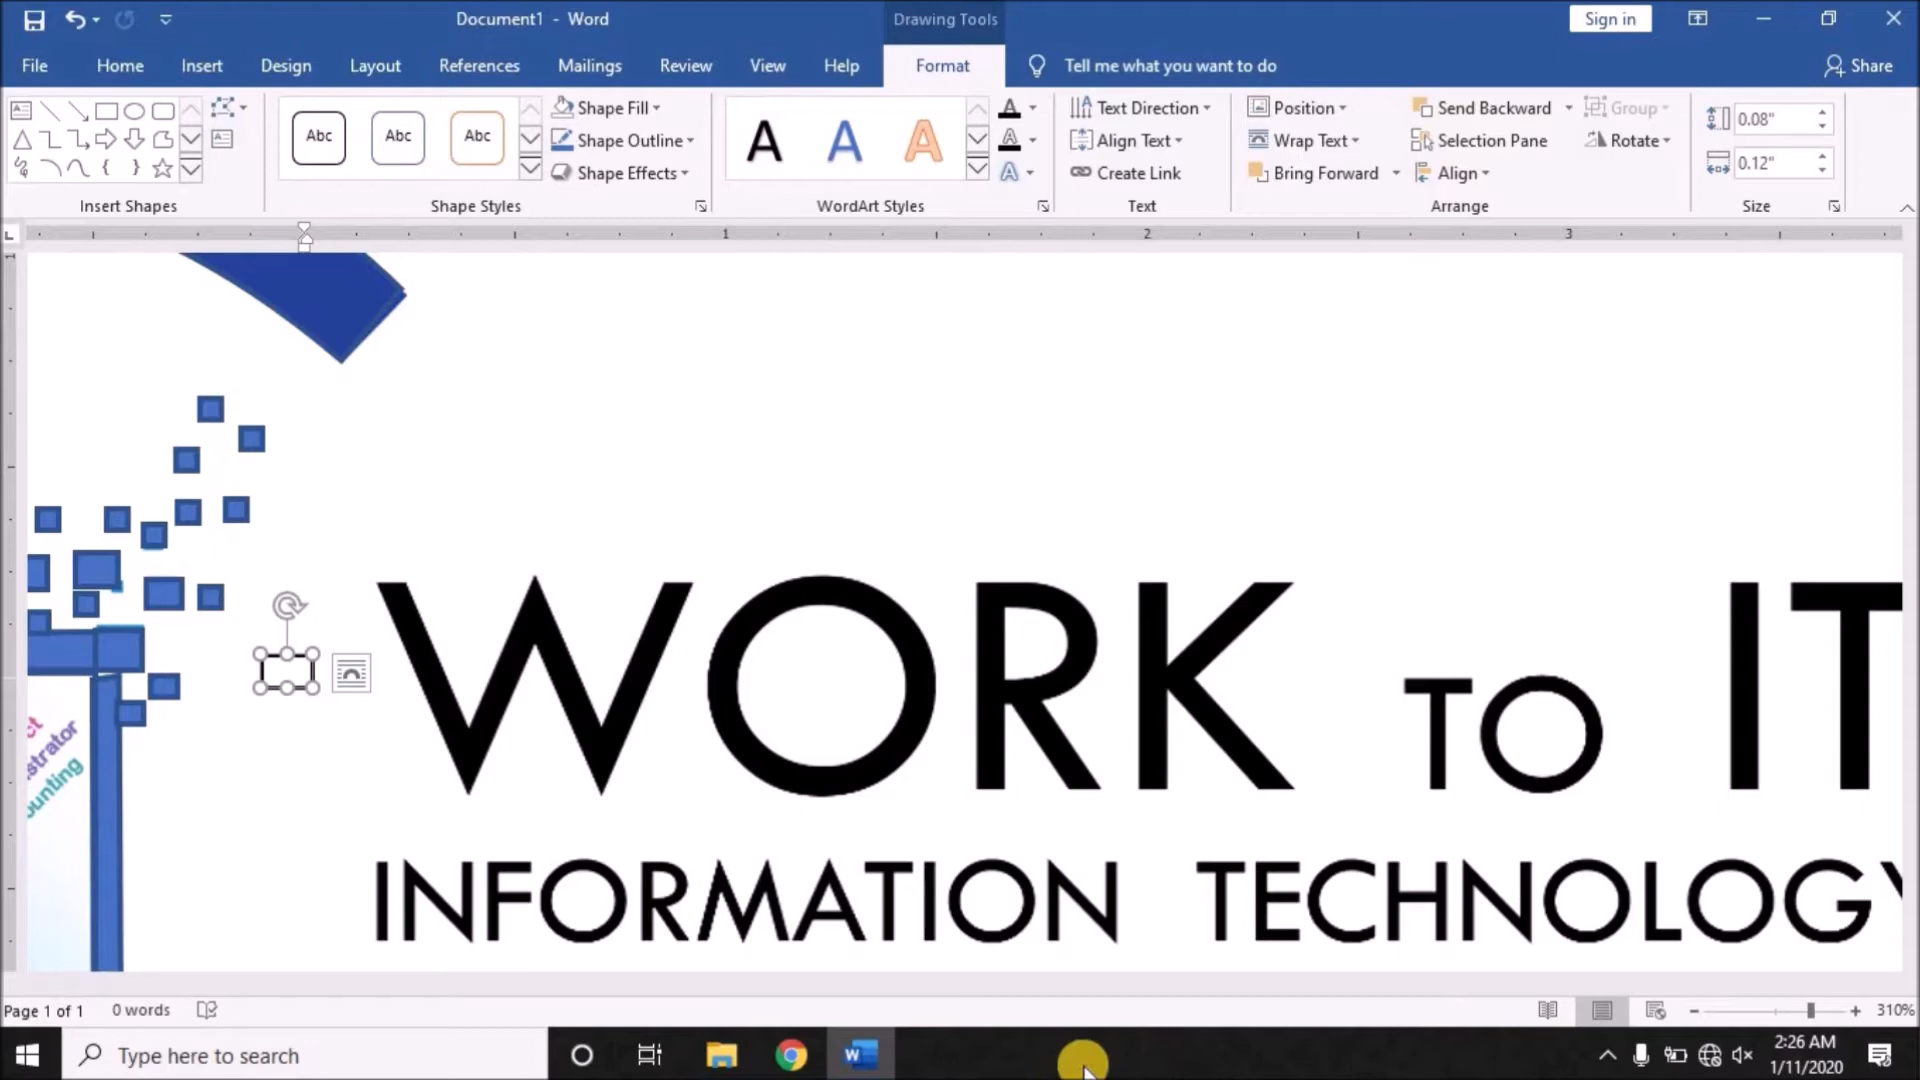 Document1 - Word
Drawing Tools
Sign in
File Home Insert Design Layout References Mailings Review View Help Format Tell me what you want to do Share
Abc Abc Abc
Shape Fill
Shape Outline
Shape Effects
A A A
Text Direction
Align Text
Create Link
Position
Wrap Text
Bring Forward
Send Backward
Selection Pane
Align
Group
Rotate
0.08"
0.12"
Insert Shapes Shape Styles WordArt Styles Text Arrange Size
1 2 3
WORK TO IT
INFORMATION TECHNOLOGY
ct
strator
ounting
Page 1 of 1 0 words 310%
Type here to search
2:26 AM
1/11/2020